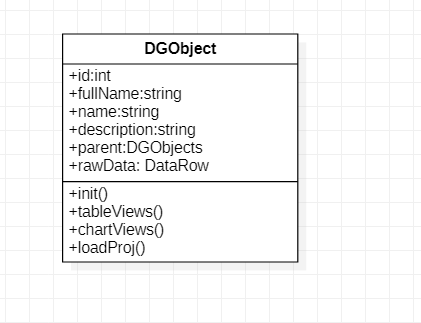 DGObject
+id:int
+fullName:string
+name:string
+description:string
+parent:DGObjects
+rawData: DataRow
+init()
+tableViews()
+chartViews()
+loadProj()